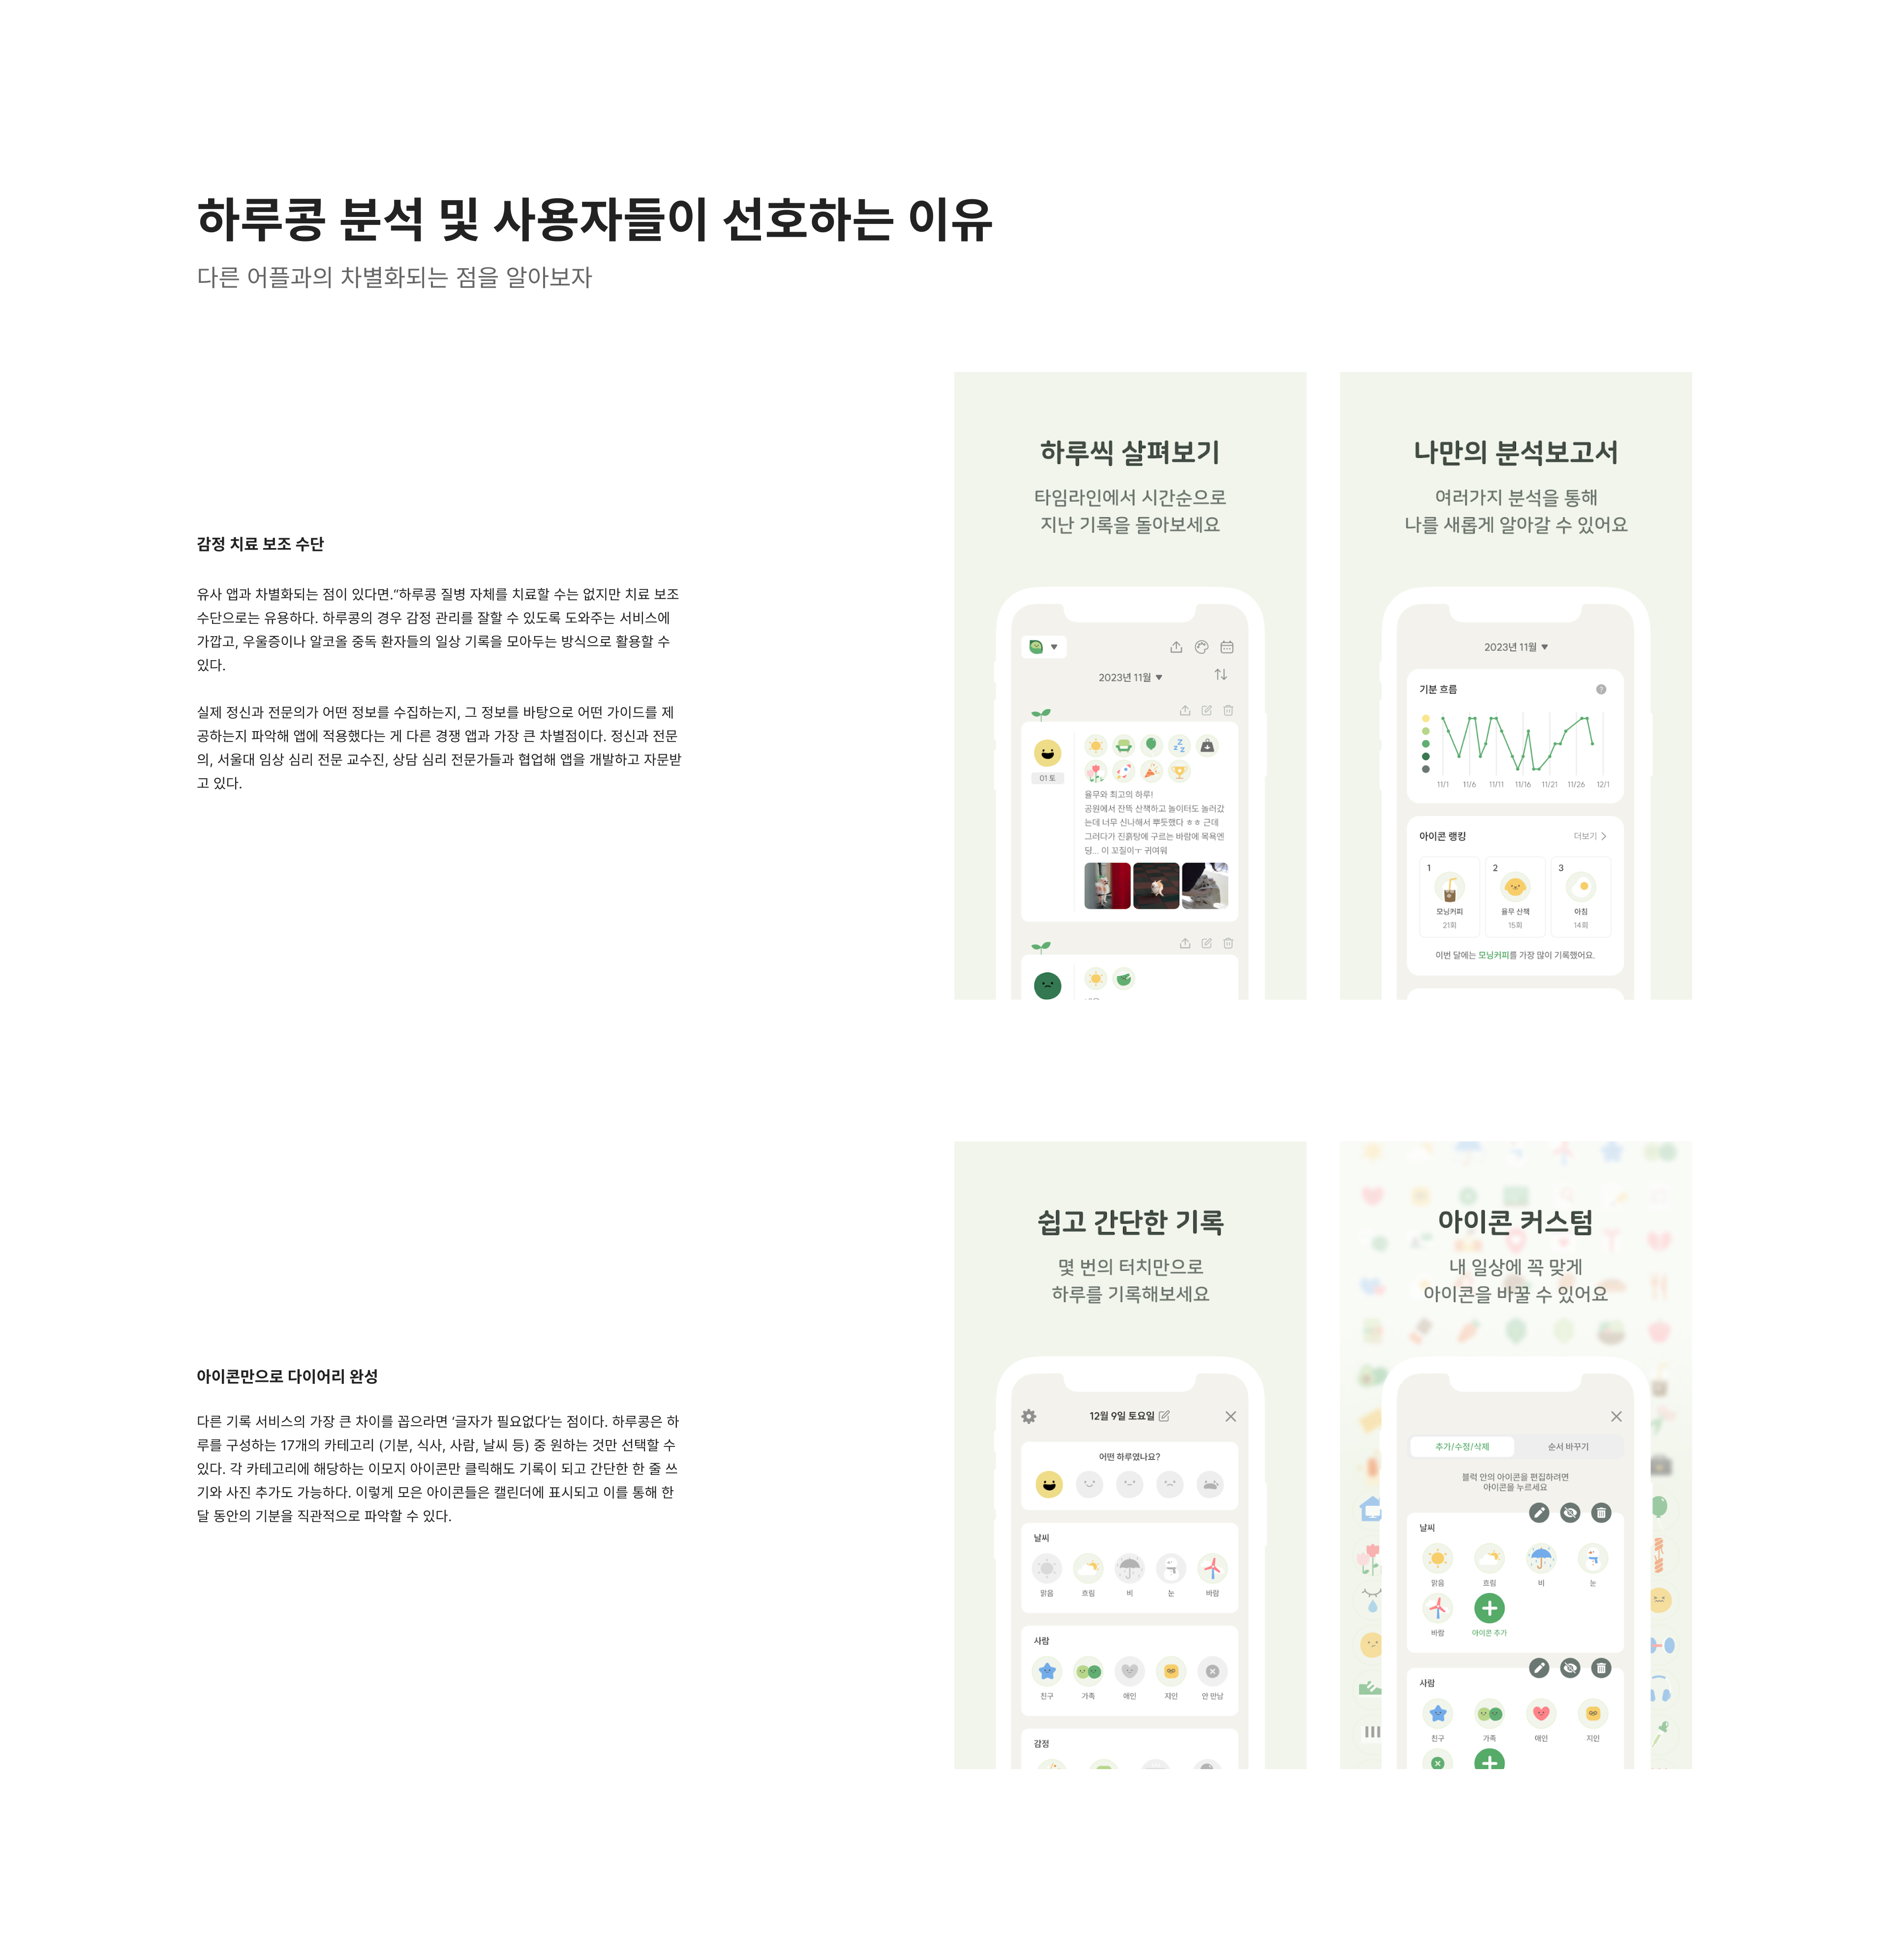 하루콩 분석 및 사용자들이 선호하는 이유
다른 어플과의 차별화되는 점을 알아보자
감정 치료 보조 수단
유사 앱과 차별화되는 점이 있다면.“하루콩 질병 자체를 치료할 수는 없지만 치료 보조
수단으로는 유용하다. 하루콩의 경우 감정 관리를 잘할 수 있도록 도와주는 서비스에
가깝고, 우울증이나 알코올 중독 환자들의 일상 기록을 모아두는 방식으로 활용할 수
있다.
실제 정신과 전문의가 어떤 정보를 수집하는지, 그 정보를 바탕으로 어떤 가이드를 제
공하는지 파악해 앱에 적용했다는 게 다른 경쟁 앱과 가장 큰 차별점이다. 정신과 전문
의, 서울대 임상 심리 전문 교수진, 상담 심리 전문가들과 협업해 앱을 개발하고 자문받
고 있다.
하루씩 살펴보기
타임라인에서 시간순으로
지난 기록을 돌아보세요
2023년 11월
01 토
율무와 최고의 하루!
공원에서 잔뜩 산책하고 놀이터도 놀러갔
는데 너무 신나해서 뿌듯했다 ㅎㅎ 근데
그러다가 진흙탕에 구르는 바람에 목욕엔
딩... 이 꼬질이ㅜ 귀여워
나만의 분석보고서
여러가지 분석을 통해
나를 새롭게 알아갈 수 있어요
2023년 11월
기분 흐름
?
11/1 11/6 11/11 11/16 11/21 11/26 12/1
아이콘 랭킹 더보기
1 2 3
모닝커피 율무 산책 아침
21회 15회 14회
이번 달에는 모닝커피를 가장 많이 기록했어요.
아이콘만으로 다이어리 완성
다른 기록 서비스의 가장 큰 차이를 꼽으라면 ‘글자가 필요없다’는 점이다. 하루콩은 하
루를 구성하는 17개의 카테고리 (기분, 식사, 사람, 날씨 등) 중 원하는 것만 선택할 수
있다. 각 카테고리에 해당하는 이모지 아이콘만 클릭해도 기록이 되고 간단한 한 줄 쓰
기와 사진 추가도 가능하다. 이렇게 모은 아이콘들은 캘린더에 표시되고 이를 통해 한
달 동안의 기분을 직관적으로 파악할 수 있다.
쉽고 간단한 기록
몇 번의 터치만으로
하루를 기록해보세요
12월 9일 토요일
어떤 하루였나요?
날씨
맑음 흐림 비 눈 바람
사람
친구 가족 애인 지인 안 만남
감정
아이콘 커스텀
내 일상에 꼭 맞게
아이콘을 바꿀 수 있어요
추가/수정/삭제 순서 바꾸기
블럭 안의 아이콘을 편집하려면
아이콘을 누르세요
날씨
맑음 흐림 비 눈
바람 아이콘 추가
사람
친구 가족 애인 지인